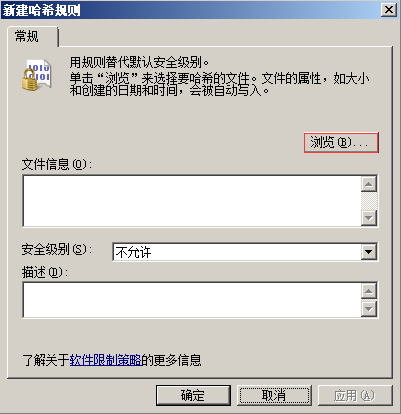 新建哈希规则
常规
用规则替代默认安全级别。
单击“浏览”来选择要哈希的文件。文件的属性，如大小
和创建的日期和时间，会被自动写入。
浏览(B)...
文件信息(O):
安全级别(S):
不允许
描述(D):
了解关于软件限制策略的更多信息
确定
取消
应用(A)